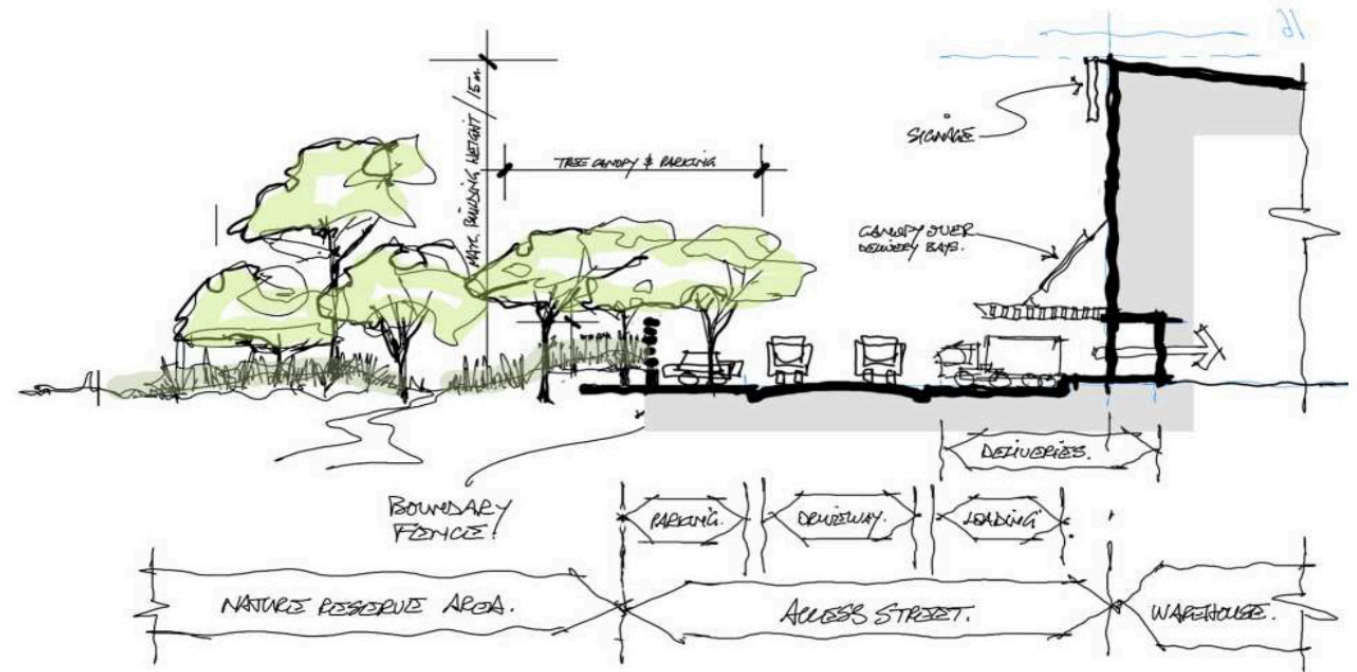 SIGNAGE
MAX. BUILDING HEIGHT / 15m
TREE CANOPY & PARKING
CANOPY OVER
DELIVERY BAYS.
DELIVERIES.
BOUNDARY
FENCE!
PARKING.
DRIVEWAY.
LOADING
NATURE RESERVE AREA.
ACCESS STREET.
WAREHOUSE.